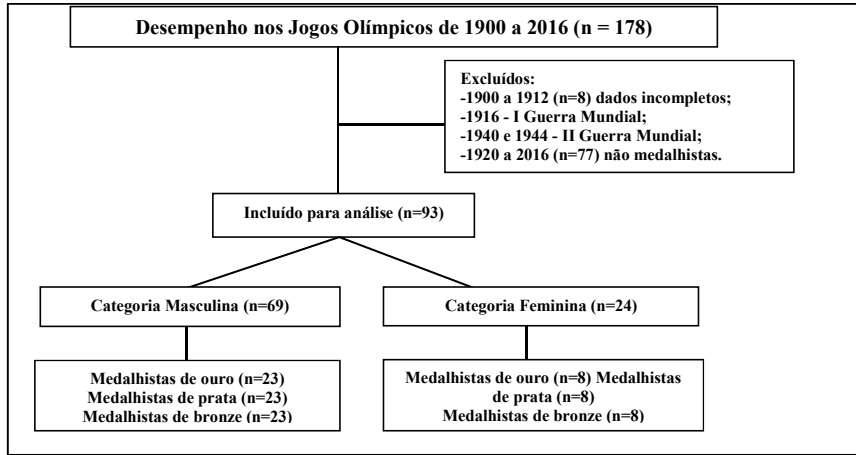 Desempenho nos Jogos Olímpicos de 1900 a 2016 (n = 178)
Excluídos:
-1900 a 1912 (n=8) dados incompletos;
-1916 - I Guerra Mundial;
-1940 e 1944 - II Guerra Mundial;
-1920 a 2016 (n=77) não medalhistas.
Incluído para análise (n=93)
Categoria Masculina (n=69)
Categoria Feminina (n=24)
Medalhistas de ouro (n=23)
Medalhistas de prata (n=23)
Medalhistas de bronze (n=23)
Medalhistas de ouro (n=8) Medalhistas
de prata (n=8)
Medalhistas de bronze (n=8)